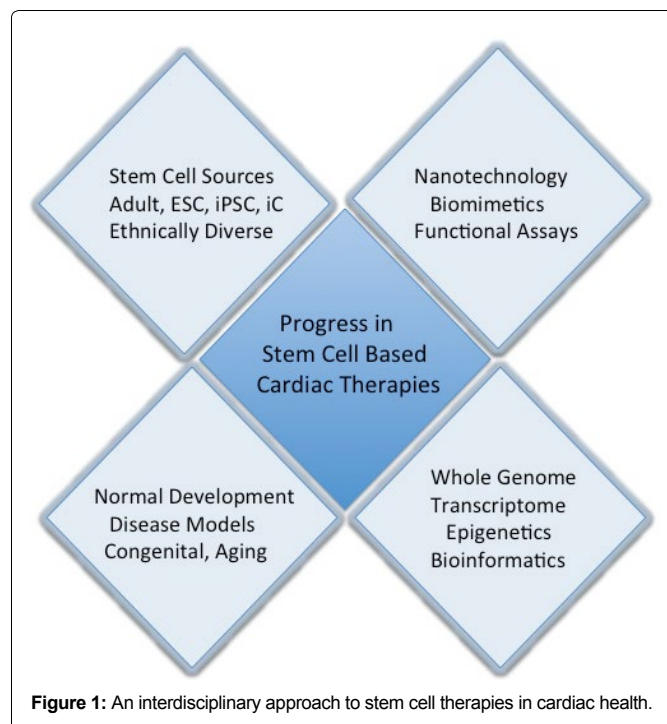 Stem Cell Sources
Adult, ESC, iPSC, iC
Ethnically Diverse
Nanotechnology
Biomimetics
Functional Assays
Progress in
Stem Cell Based
Cardiac Therapies
Normal Development
Disease Models
Congenital, Aging
Whole Genome
Transcriptome
Epigenetics
Bioinformatics
Figure 1: An interdisciplinary approach to stem cell therapies in cardiac health.